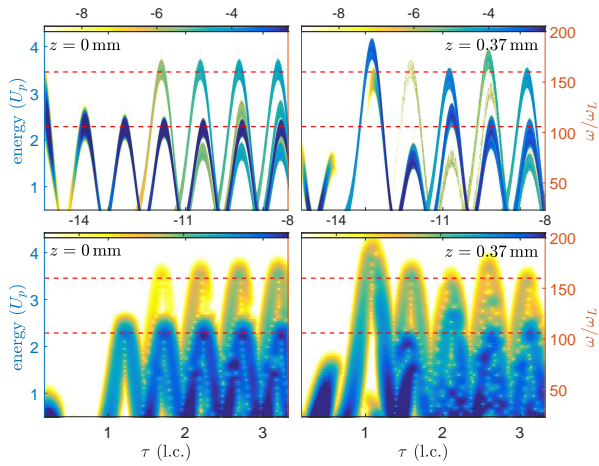 -8 -6 -4 -8 -6 -4
z = 0 mm z = 0.37 mm
4 3 2 1
energy (Uₚ)
200 150 100 50
ω/ω_L
-14 -11 -8 -14 -11 -8
z = 0 mm z = 0.37 mm
4 3 2 1
energy (Uₚ)
200 150 100 50
ω/ω_L
1 2 3 1 2 3
τ (l.c.) τ (l.c.)